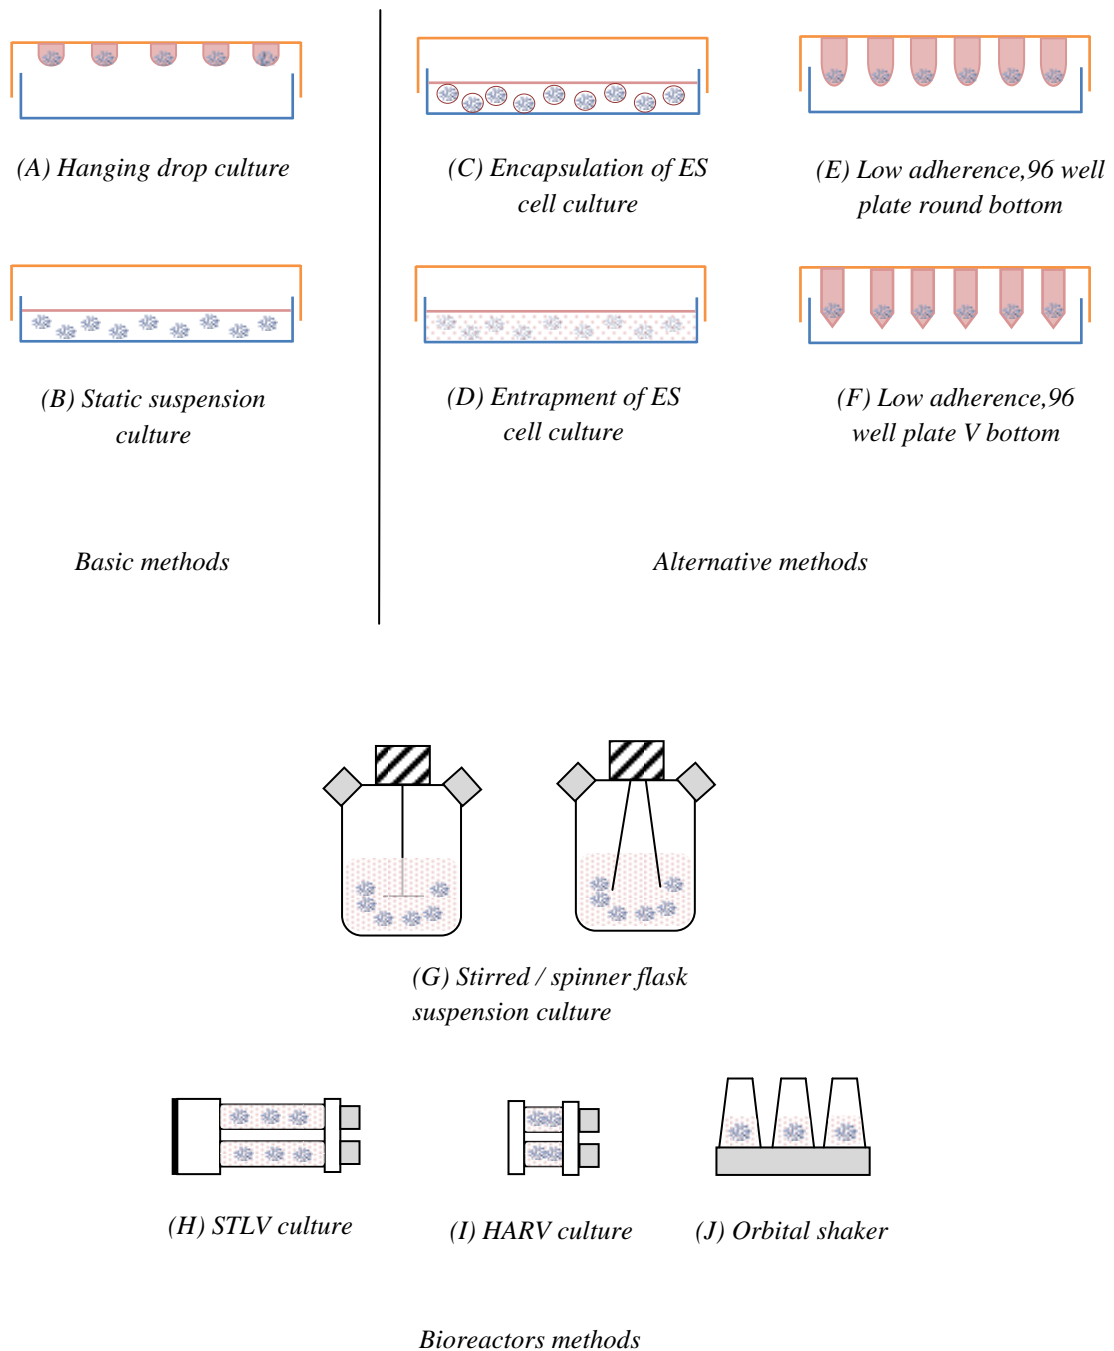 (A) Hanging drop culture
(B) Static suspension
culture
Basic methods
(C) Encapsulation of ES
cell culture
(D) Entrapment of ES
cell culture
(E) Low adherence,96 well
plate round bottom
(F) Low adherence,96
well plate V bottom
Alternative methods
(G) Stirred / spinner flask
suspension culture
(H) STLV culture
(I) HARV culture
(J) Orbital shaker
Bioreactors methods